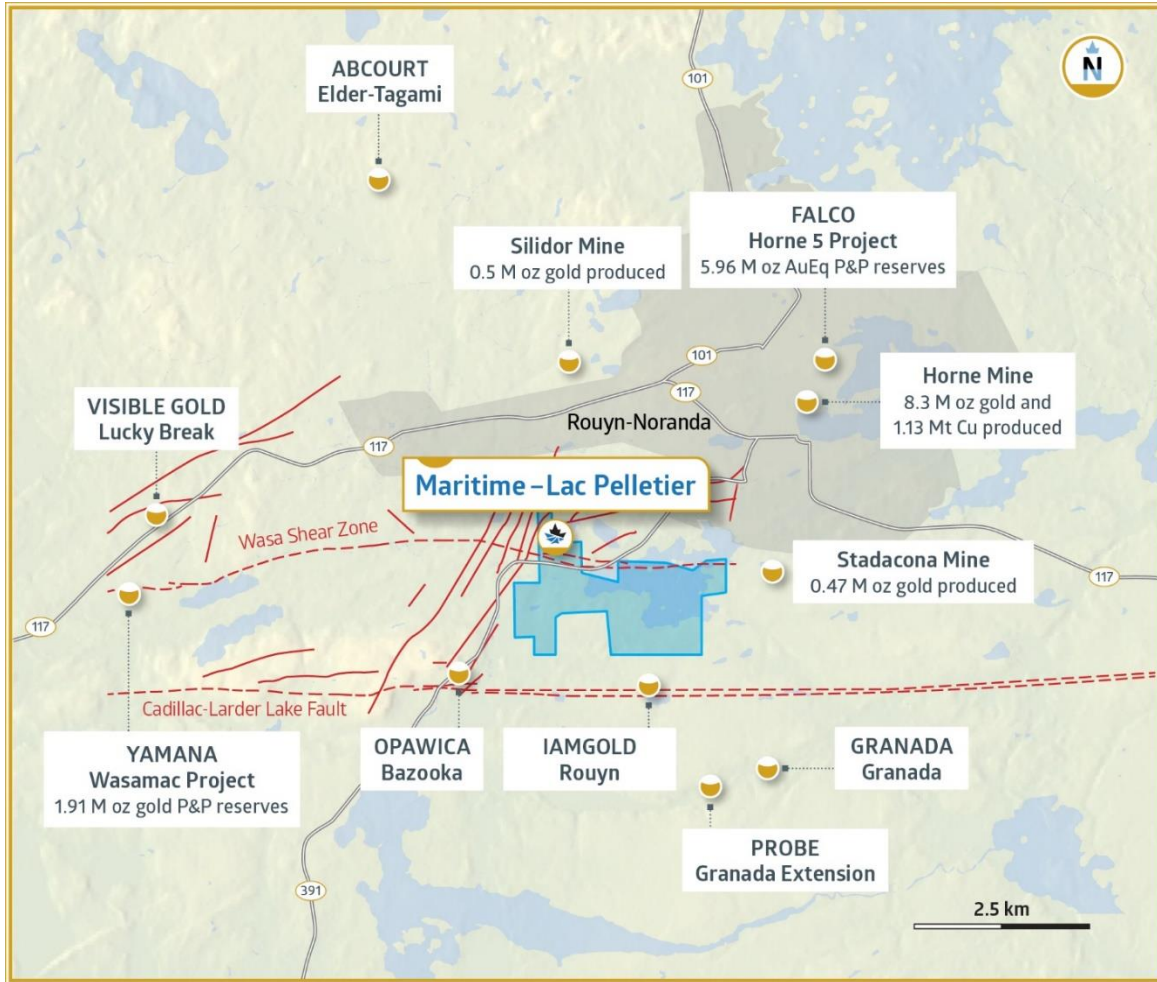 N
ABCOURT
Elder-Tagami
101
FALCO
Horne 5 Project
5.96 M oz AuEq P&P reserves
Silidor Mine
0.5 M oz gold produced
101
117
Horne Mine
8.3 M oz gold and
1.13 Mt Cu produced
VISIBLE GOLD
Lucky Break
Rouyn-Noranda
117
Maritime–Lac Pelletier
Wasa Shear Zone
Stadacona Mine
0.47 M oz gold produced
117
117
Cadillac-Larder Lake Fault
YAMANA
Wasamac Project
1.91 M oz gold P&P reserves
OPAWICA
Bazooka
IAMGOLD
Rouyn
GRANADA
Granada
PROBE
Granada Extension
391
2.5 km